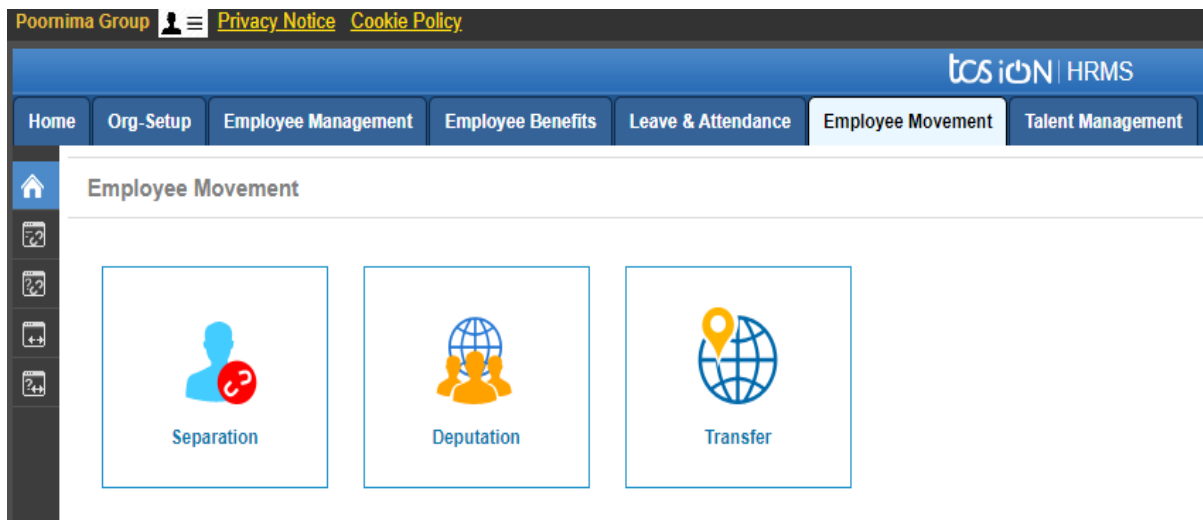 Poornima Group Privacy Notice Cookie Policy
tcs iON | HRMS
Home Org-Setup Employee Management Employee Benefits Leave & Attendance Employee Movement Talent Management
Employee Movement
Separation Deputation Transfer